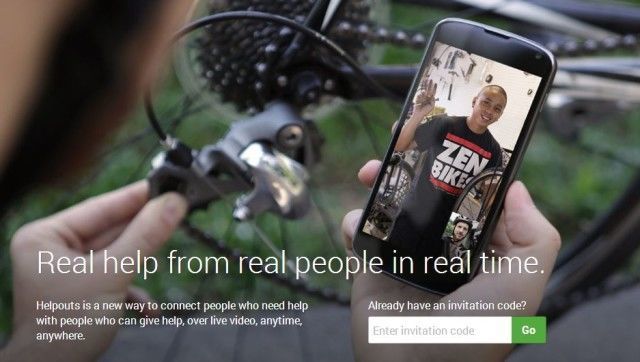 ZEN
BIKE
Real help from real people in real time.
Helpouts is a new way to connect people who need help
with people who can give help, over live video, anytime,
anywhere.
Already have an invitation code?
Enter invitation code
Go